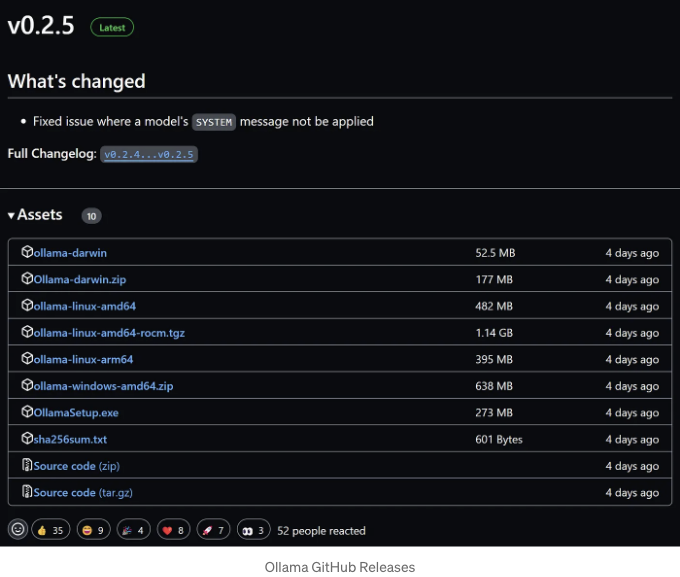 v0.2.5 Latest
What's changed
• Fixed issue where a model's SYSTEM message not be applied
Full Changelog: v0.2.4...v0.2.5
▾ Assets 10
ollama-darwin 52.5 MB 4 days ago
Ollama-darwin.zip 177 MB 4 days ago
ollama-linux-amd64 482 MB 4 days ago
ollama-linux-amd64-rocm.tgz 1.14 GB 4 days ago
ollama-linux-arm64 395 MB 4 days ago
ollama-windows-amd64.zip 638 MB 4 days ago
OllamaSetup.exe 273 MB 4 days ago
sha256sum.txt 601 Bytes 4 days ago
Source code (zip) 4 days ago
Source code (tar.gz) 4 days ago
👍 35 😄 9 🎉 4 ❤️ 8 🚀 7 👀 3 52 people reacted
Ollama GitHub Releases